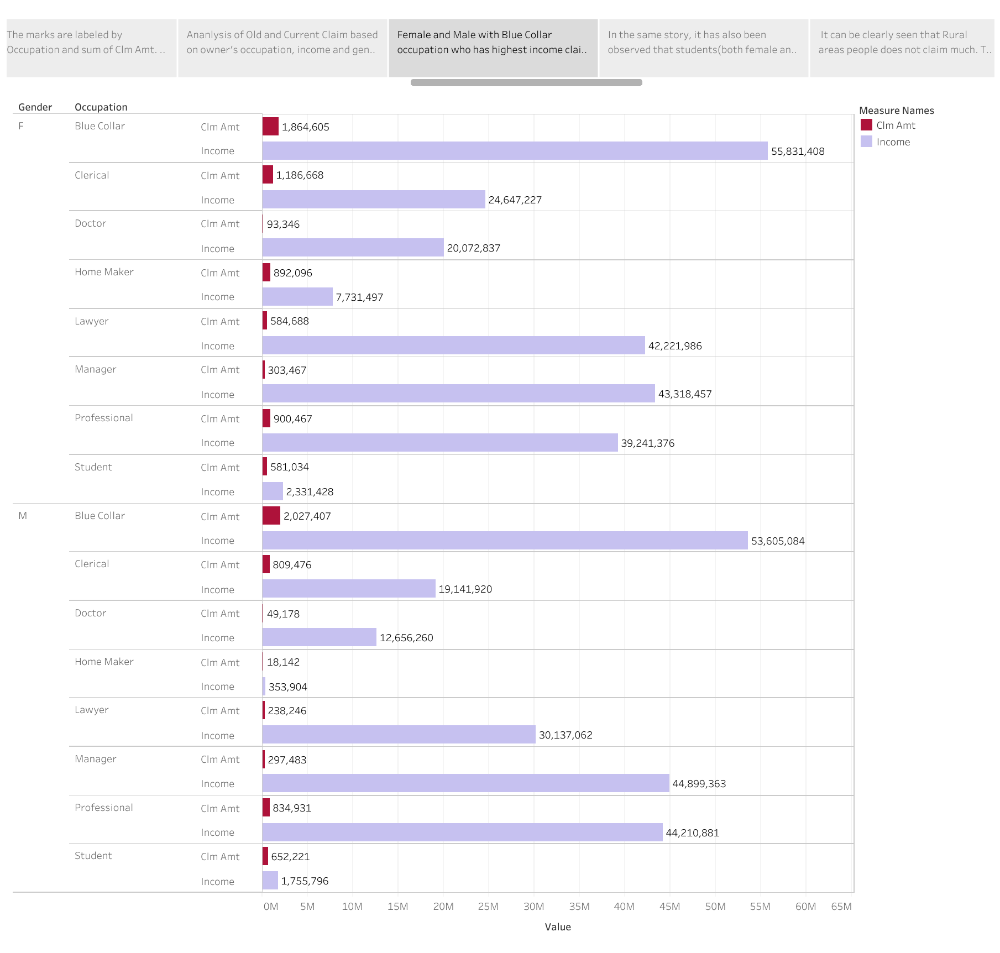 The marks are labeled by
Occupation and sum of Clm Amt. ..
Ananlysis of Old and Current Claim based
on owner's occupation, income and gen..
Female and Male with Blue Collar
occupation who has highest income clai..
In the same story, it has also been
observed that students(both female an..
It can be clearly seen that Rural
areas people does not claim much. T..
Gender Occupation
Measure Names
Clm Amt
Income
F Blue Collar Clm Amt 1,864,605
Income 55,831,408
Clerical Clm Amt 1,186,668
Income 24,647,227
Doctor Clm Amt 93,346
Income 20,072,837
Home Maker Clm Amt 892,096
Income 7,731,497
Lawyer Clm Amt 584,688
Income 42,221,986
Manager Clm Amt 303,467
Income 43,318,457
Professional Clm Amt 900,467
Income 39,241,376
Student Clm Amt 581,034
Income 2,331,428
M Blue Collar Clm Amt 2,027,407
Income 53,605,084
Clerical Clm Amt 809,476
Income 19,141,920
Doctor Clm Amt 49,178
Income 12,656,260
Home Maker Clm Amt 18,142
Income 353,904
Lawyer Clm Amt 238,246
Income 30,137,062
Manager Clm Amt 297,483
Income 44,899,363
Professional Clm Amt 834,931
Income 44,210,881
Student Clm Amt 652,221
Income 1,755,796
0M 5M 10M 15M 20M 25M 30M 35M 40M 45M 50M 55M 60M 65M
Value